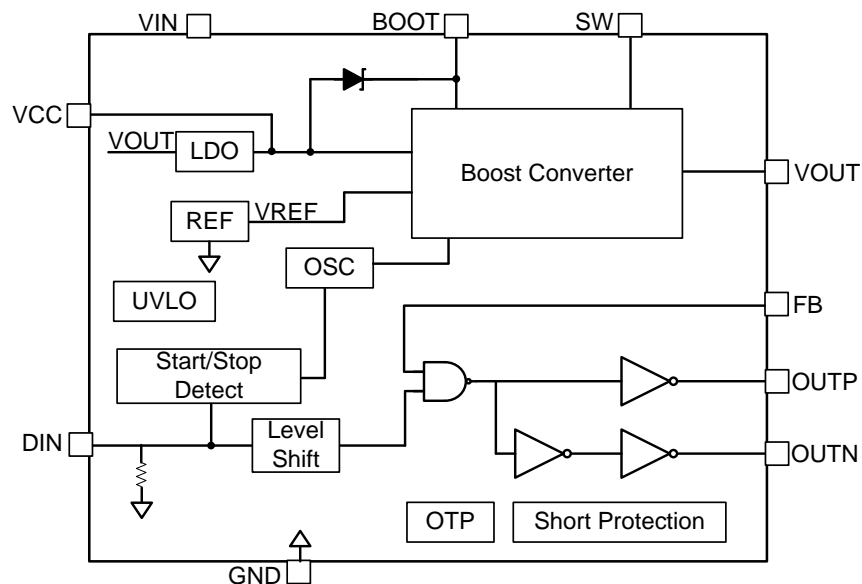 VIN
BOOT
SW
VCC
VOUT
LDO
Boost Converter
VOUT
REF
VREF
OSC
UVLO
FB
Start/Stop
Detect
OUTP
DIN
Level
Shift
OUTN
OTP
Short Protection
GND